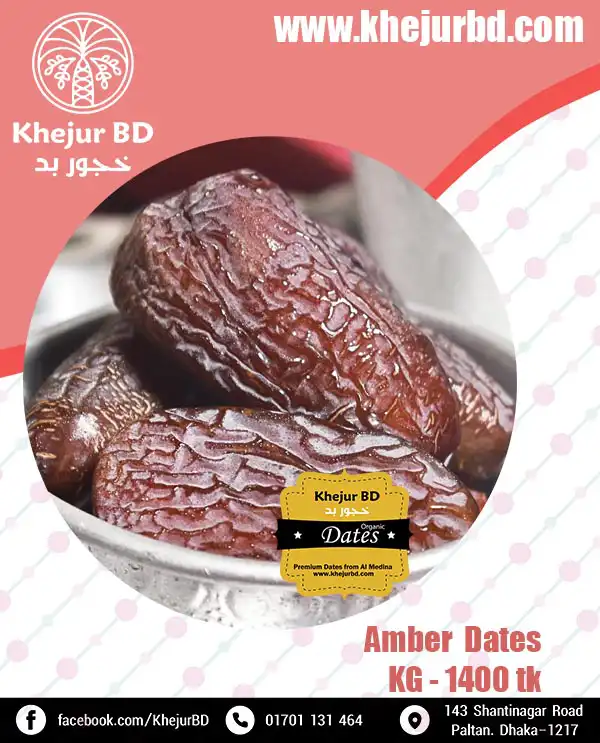 www.khejurbd.com
Khejur BD
خجور بد
Khejur BD
خجور بد
Organic
Dates
Premium Dates from Al Medina
www.khejurbd.com
Amber Dates
KG - 1400 tk
facebook.com/KhejurBD
01701 131 464
143 Shantinagar Road
Paltan. Dhaka-1217